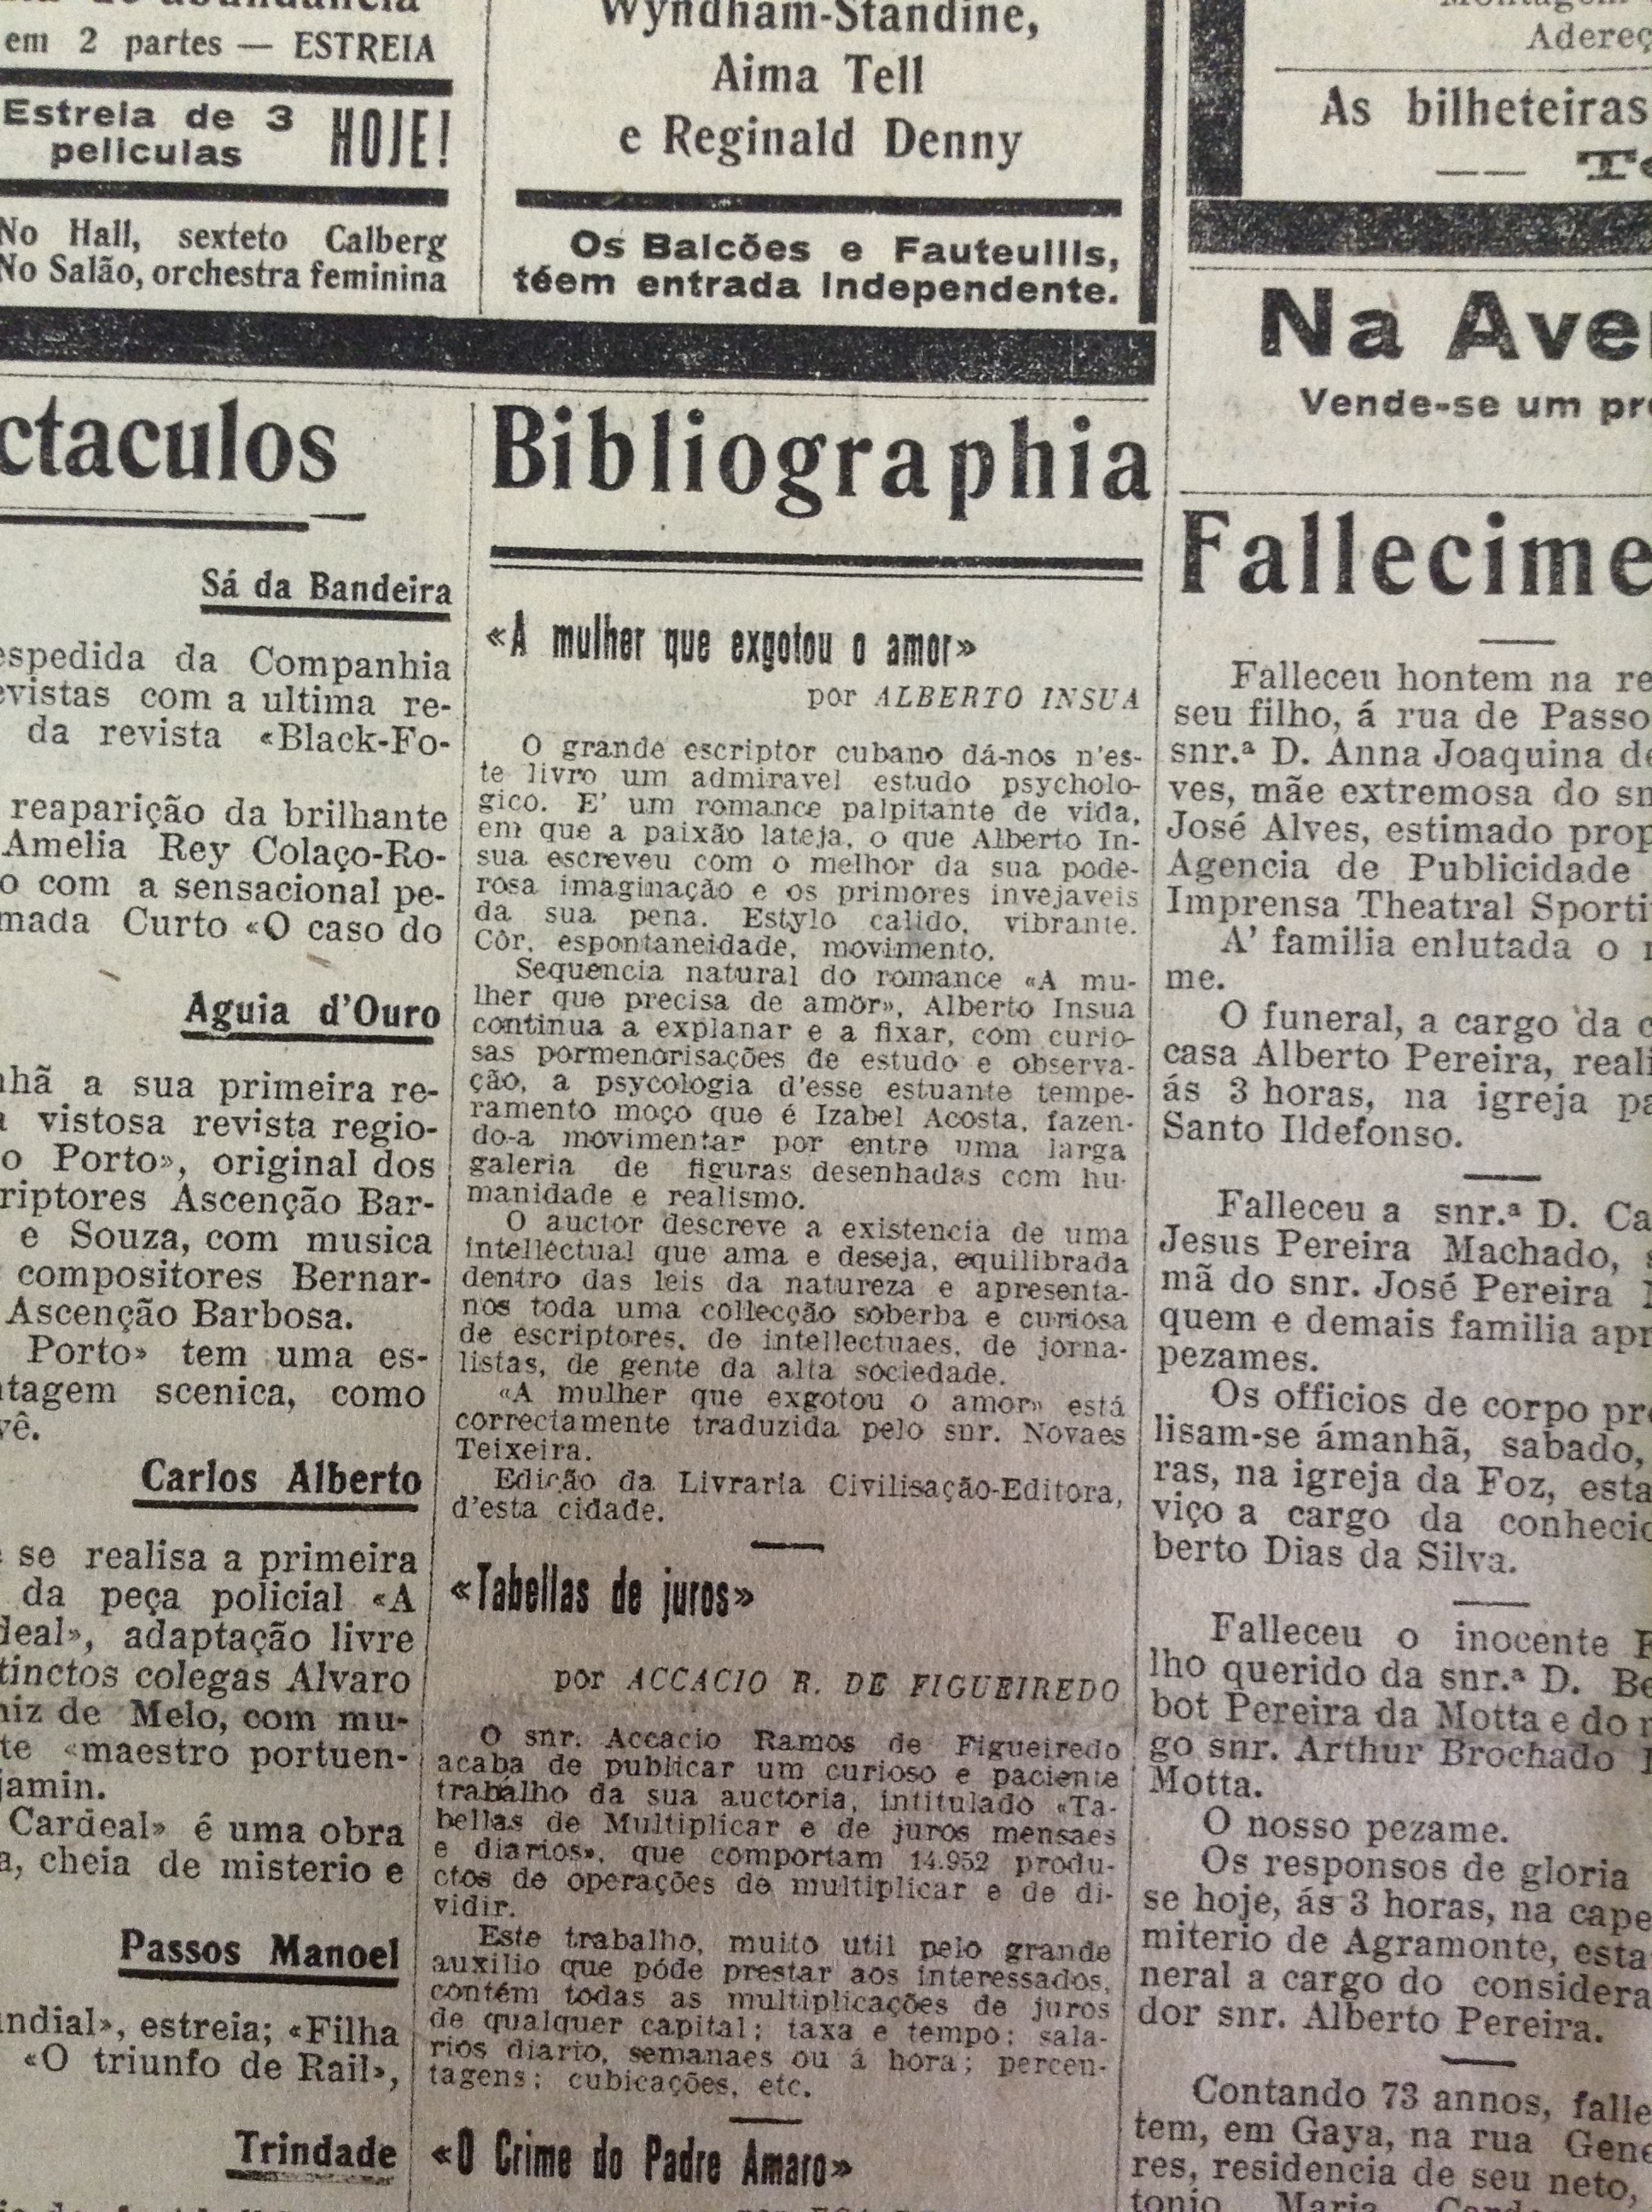 em 2 partes — ESTREIA
Estreia de 3
peliculas
HOJE!
No Hall, sexteto Calberg
No Salão, orchestra feminina
Wyndham-Standine,
Aima Tell
e Reginald Denny
Os Balcões e Fauteuills,
téem entrada independente.
Adereç
As bilheteiras
Na Ave
Vende-se um pr
ctaculos
Sá da Bandeira
espedida da Companhia
evistas com a ultima re-
da revista «Black-Fo-
reaparição da brilhante
Amelia Rey Colaço-Ro-
o com a sensacional pe-
mada Curto «O caso do
Aguia d'Ouro
nhã a sua primeira re-
a vistosa revista regio-
o Porto», original dos
riptores Ascenção Bar-
e Souza, com musica
compositores Bernar-
Ascenção Barbosa.
Porto» tem uma es-
tagem scenica, como
vê.
Carlos Alberto
e se realisa a primeira
da peça policial «A
deal», adaptação livre
tinctos colegas Alvaro
niz de Melo, com mu-
te «maestro portuen-
jamin.
Cardeal» é uma obra
a, cheia de misterio e
Passos Manoel
undial», estreia; «Filha
«O triunfo de Rail»,
Trindade
Bibliographia
«A mulher que exgotou o amor»
por ALBERTO INSUA
O grande escriptor cubano dá-nos n'es-
te livro um admiravel estudo psycholo-
gico. E' um romance palpitante de vida,
em que a paixão lateja, o que Alberto In-
sua escreveu com o melhor da sua pode-
rosa imaginação e os primores invejaveis
da sua pena. Estylo calido, vibrante.
Côr, espontaneidade, movimento.
Sequencia natural do romance «A mu-
lher que precisa de amôr», Alberto Insua
continua a explanar e a fixar, com curio-
sas pormenorisações de estudo e observa-
ção, a psycologia d'esse estuante tempe-
ramento moço que é Izabel Acosta, fazen-
do-a movimentar por entre uma larga
galeria de figuras desenhadas com hu-
manidade e realismo.
O auctor descreve a existencia de uma
intellectual que ama e deseja, equilibrada
dentro das leis da natureza e apresenta-
nos toda uma collecção soberba e curiosa
de escriptores, de intellectuaes, de jorna-
listas, de gente da alta sociedade.
«A mulher que exgotou o amor» está
correctamente traduzida pelo snr. Novaes
Teixeira.
Edição da Livraria Civilisação-Editora,
d'esta cidade.
«Tabellas de juros»
por ACCACIO R. DE FIGUEIREDO
O snr. Accacio Ramos de Figueiredo
acaba de publicar um curioso e paciente
trabalho da sua auctoria, intitulado «Ta-
bellas de Multiplicar e de juros mensaes
e diarios», que comportam 14.952 produ-
ctos de operações de multiplicar e de di-
vidir.
Este trabalho, muito util pelo grande
auxilio que póde prestar aos interessados,
contém todas as multiplicações de juros
de qualquer capital; taxa e tempo; sala-
rios diario, semanaes ou á hora; percen-
tagens; cubicações, etc.
«O Crime do Padre Amaro»
Fallecime
Falleceu hontem na re
seu filho, á rua de Passo
snr.ª D. Anna Joaquina de
ves, mãe extremosa do sn
José Alves, estimado prop
Agencia de Publicidade
Imprensa Theatral Sporti
A' familia enlutada o
me.
O funeral, a cargo da c
casa Alberto Pereira, reali
ás 3 horas, na igreja pa
Santo Ildefonso.
Falleceu a snr.ª D. Ca
Jesus Pereira Machado, s
mã do snr. José Pereira
quem e demais familia apr
pezames.
Os officios de corpo pre
lisam-se ámanhã, sabado,
ras, na igreja da Foz, esta
viço a cargo da conhecid
berto Dias da Silva.
Falleceu o inocente F
lho querido da snr.ª D. Be
bot Pereira da Motta e do
go snr. Arthur Brochado
Motta.
O nosso pezame.
Os responsos de gloria
se hoje, ás 3 horas, na cape
miterio de Agramonte, esta
neral a cargo do considera
dor snr. Alberto Pereira.
Contando 73 annos, falle
tem, em Gaya, na rua Gene
res, residencia de seu neto,
tonio Maria